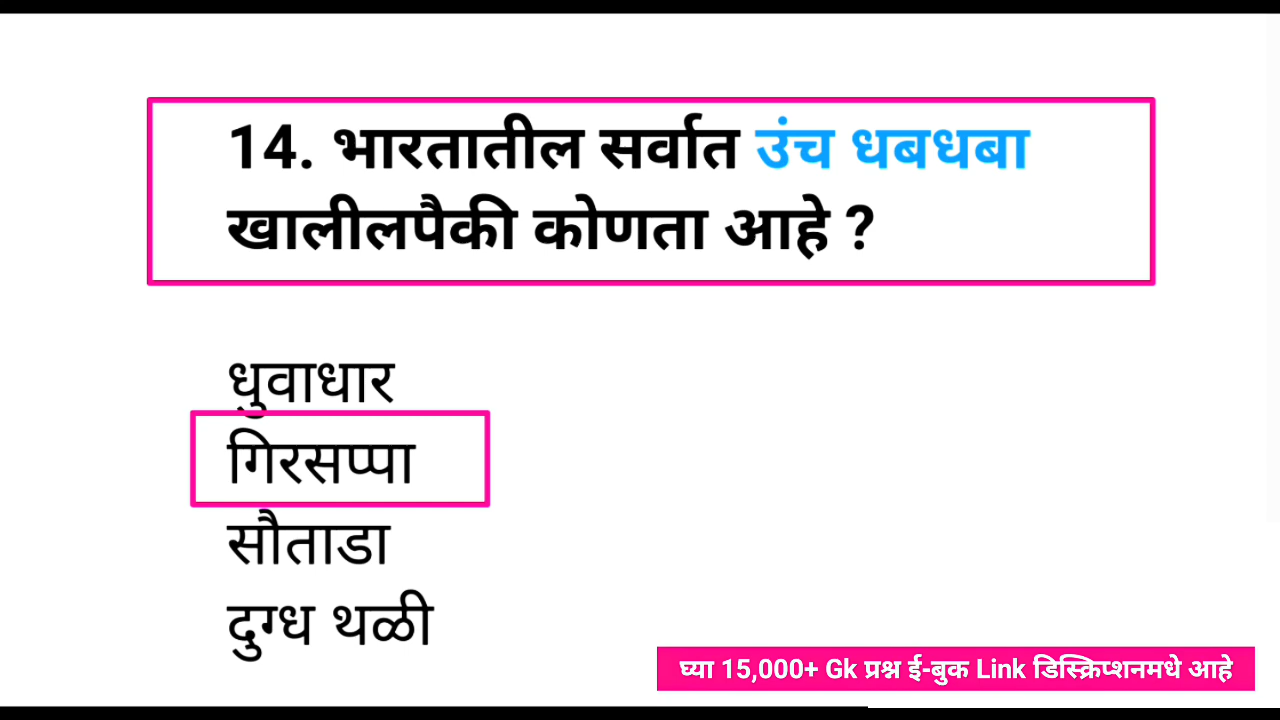 14. भारतातील सर्वात उंच धबधबा
खालीलपैकी कोणता आहे ?
धुवाधार
गिरसप्पा
सौताडा
दुग्ध थळी
घ्या 15,000+ Gk प्रश्न ई-बुक Link डिस्क्रिप्शनमधे आहे